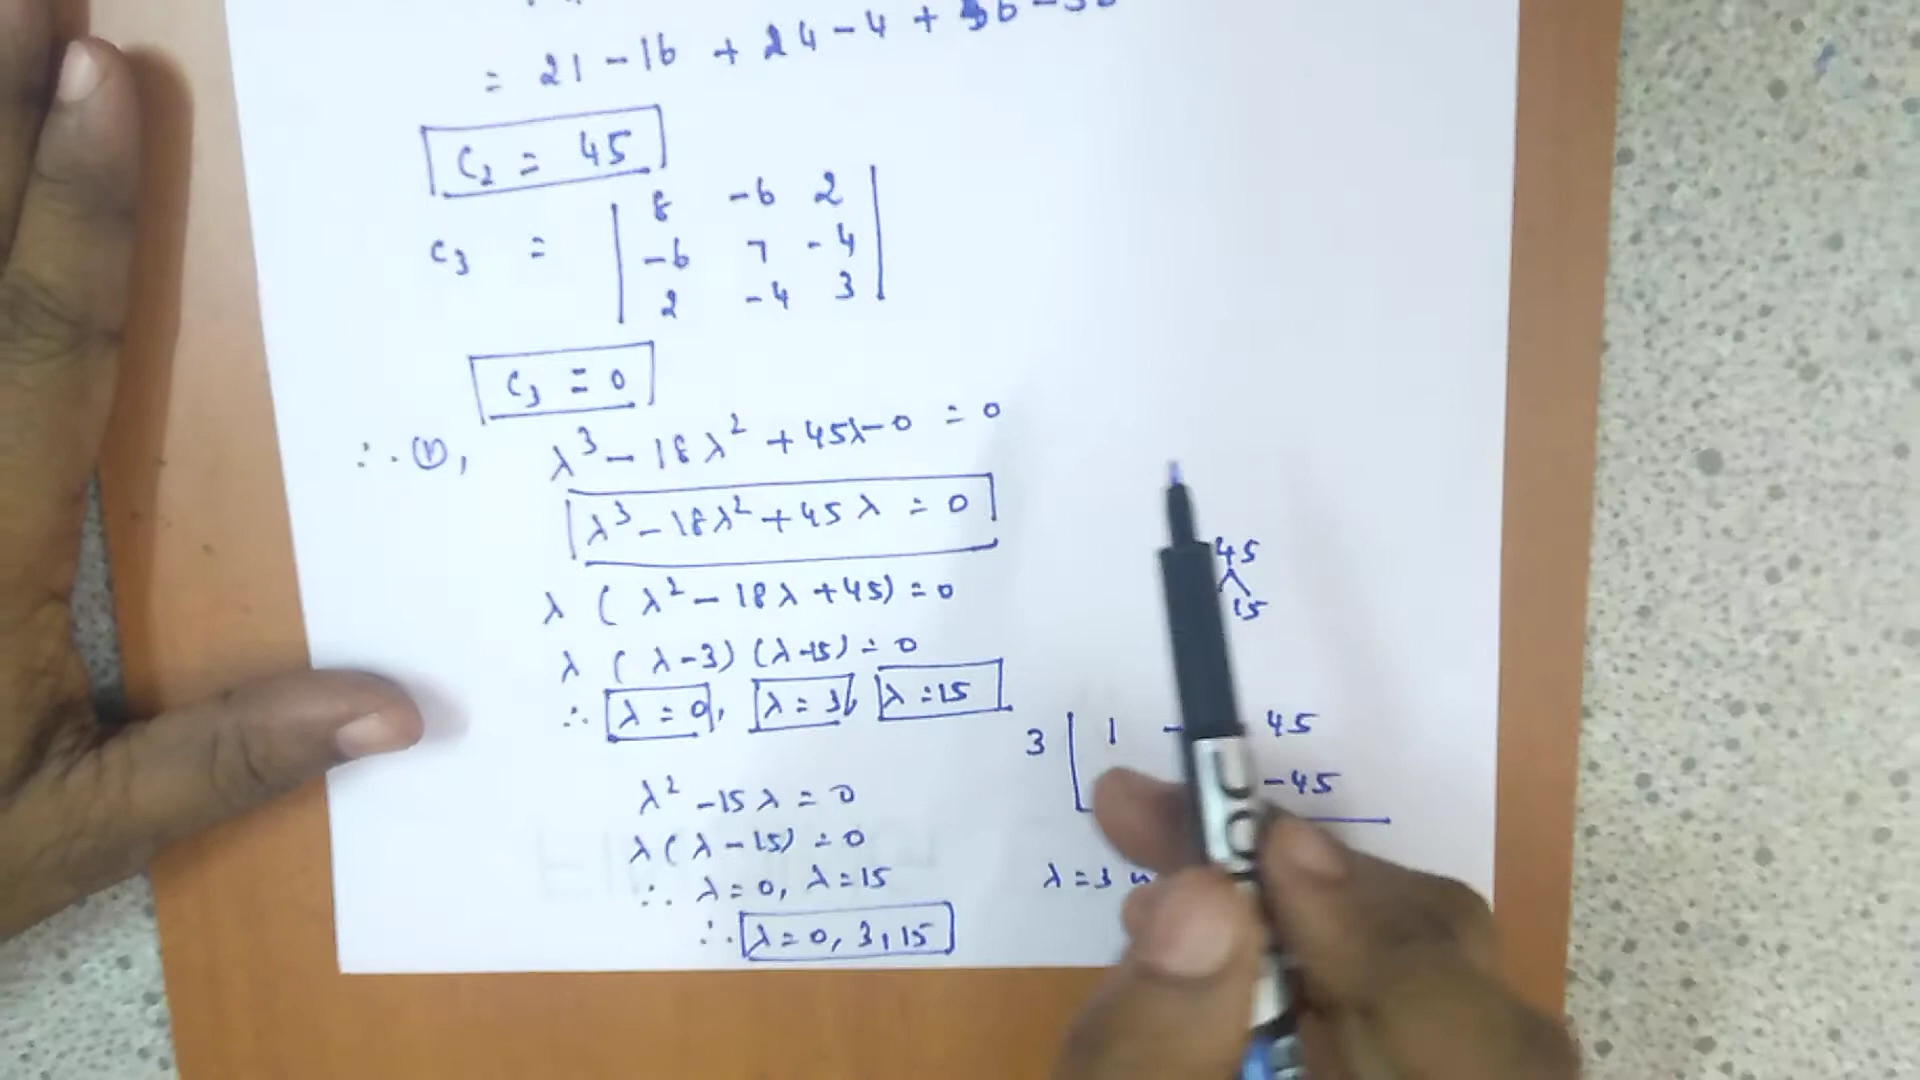 = 21 - 16 + 24 - 4 +
C₂ = 45
C₃ = | 8 -6 2 |
| -6 7 -4 |
| 2 -4 3 |
C₃ = 0
∴ ①, λ³ - 18λ² + 45λ - 0 = 0
λ³ - 18λ² + 45λ = 0
λ (λ² - 18λ + 45) = 0
λ (λ - 3) (λ - 15) = 0
∴ λ = 0, λ = 3, λ = 15
λ² - 15λ = 0
λ (λ - 15) = 0
∴ λ = 0, λ = 15
∴ λ = 0, 3, 15
45
15
3 | 1 - 45
-45
λ = 3